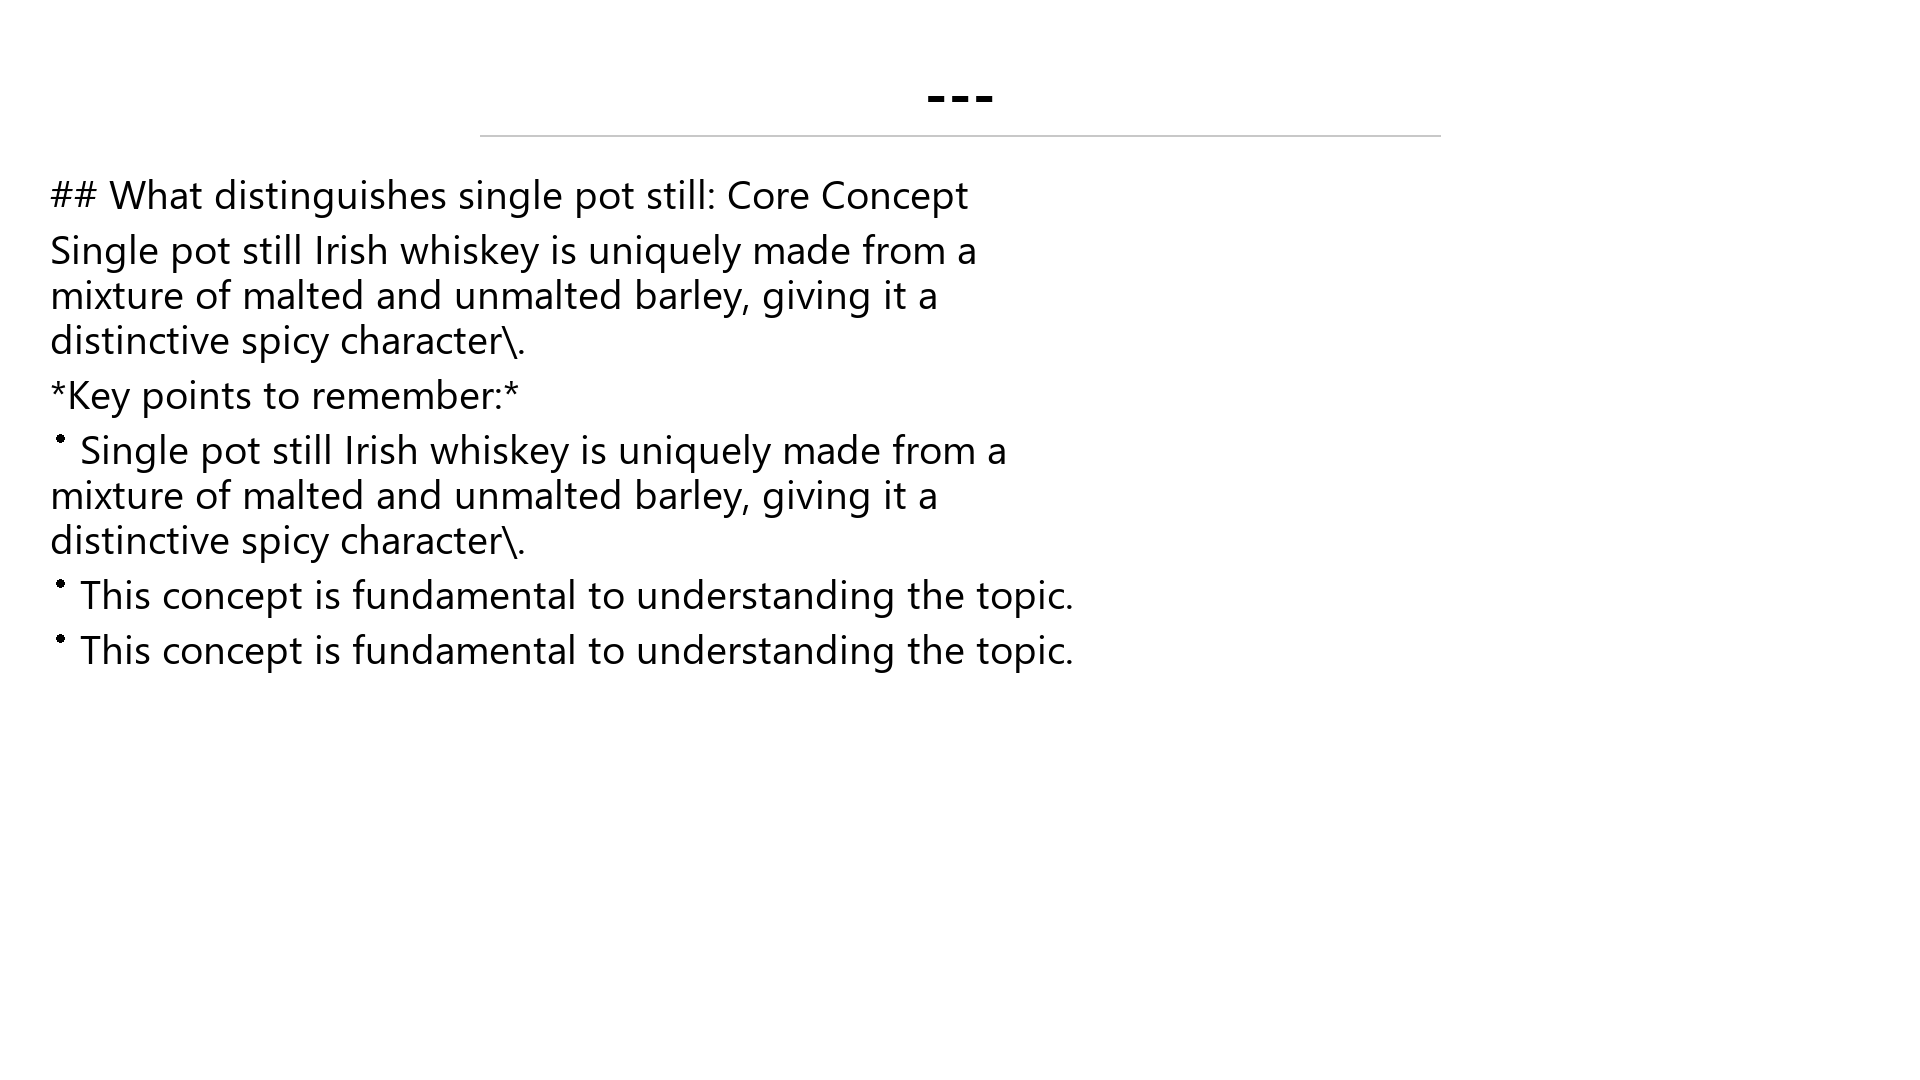 ---
## What distinguishes single pot still: Core Concept
Single pot still Irish whiskey is uniquely made from a
mixture of malted and unmalted barley, giving it a
distinctive spicy character\.
*Key points to remember:*
• Single pot still Irish whiskey is uniquely made from a
mixture of malted and unmalted barley, giving it a
distinctive spicy character\.
• This concept is fundamental to understanding the topic.
• This concept is fundamental to understanding the topic.